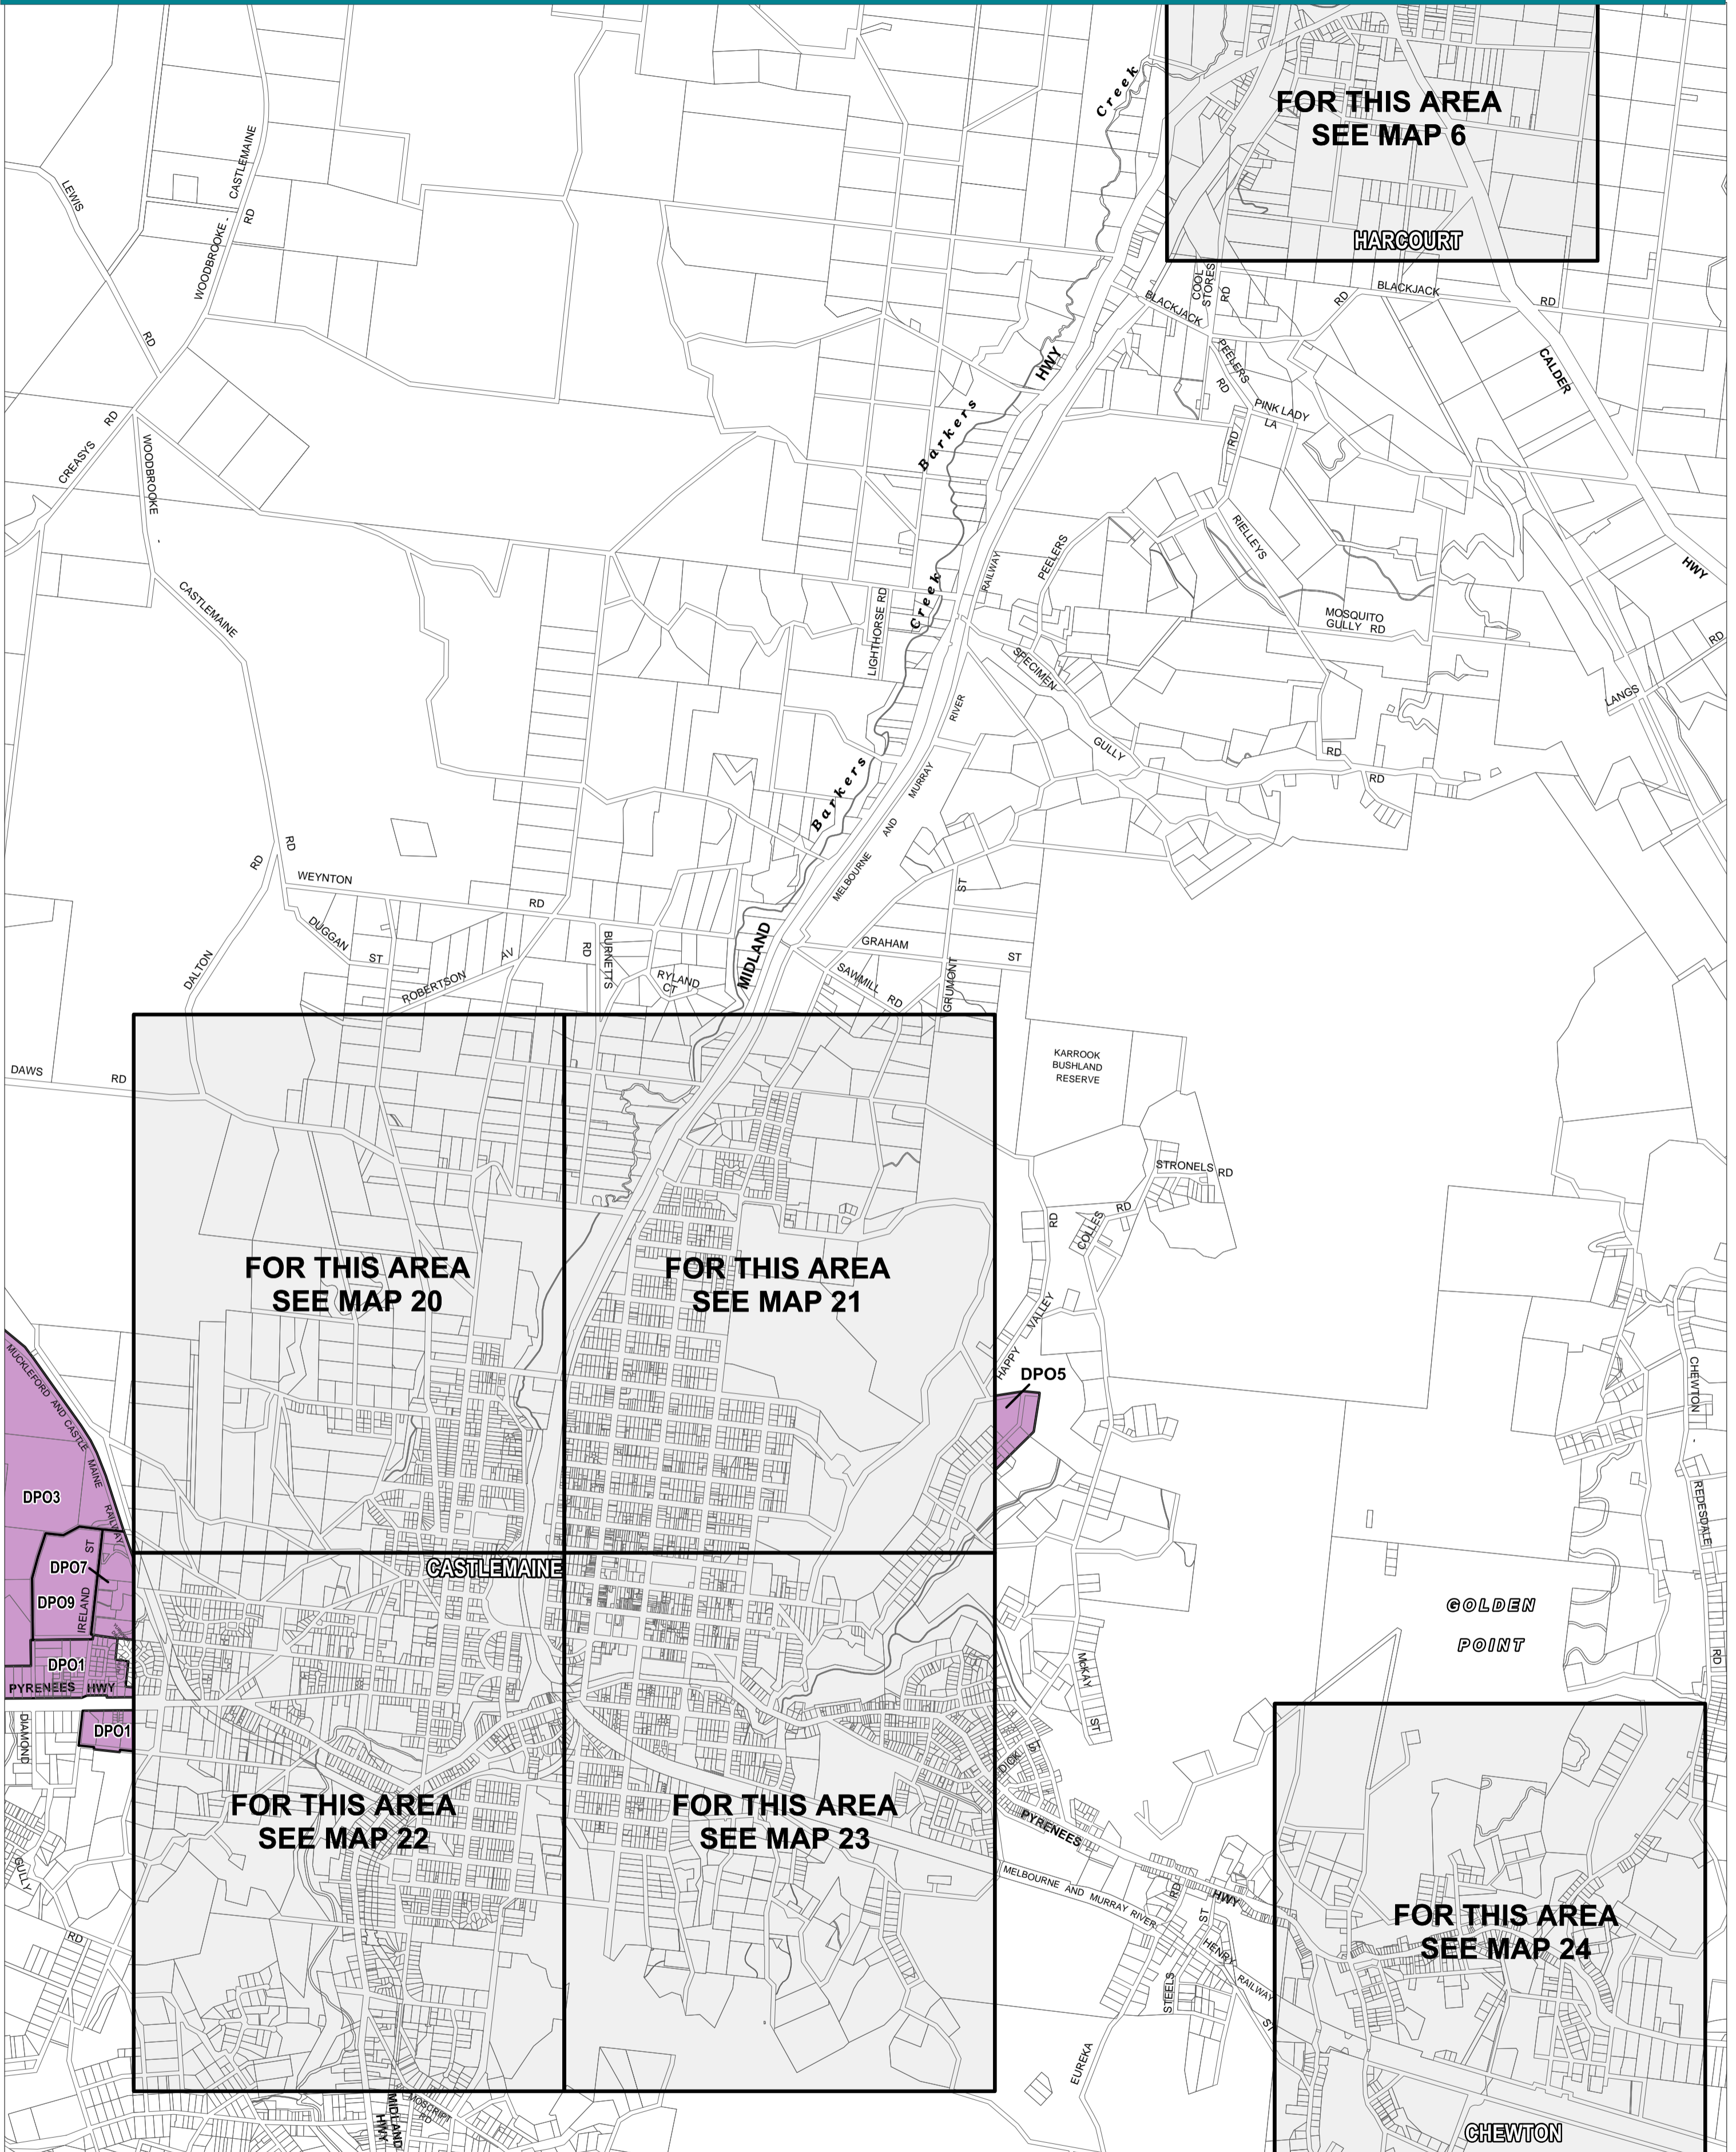 Creek
FOR THIS AREA
SEE MAP 6
HARCOURT
LEWIS
RD
WOODBROOKE - CASTLEMAINE
RD
COOL
STORES
RD
BLACKJACK
RD
BLACKJACK
RD
HWY
PEELERS
RD
CALDER
HWY
PINK LADY
LA
RD
Barkers
CREASYS
RD
WOODBROOKE
-
CASTLEMAINE
RD
RIELLEYS
PEELERS
RAILWAY
Creek
LIGHTHORSE RD
MOSQUITO
GULLY RD
RD
LANGS
SPECIMEN
GULLY
RD
RD
RIVER
MURRAY
AND
MELBOURNE
Barkers
RD
WEYNTON
RD
DUGGAN
ST
DALTON
ROBERTSON
AV
RD
BURNETTS
RYLAND
CT
MIDLAND
GRAHAM
ST
ST
SAWMILL
RD
GRUMONT
DAWS
RD
KARROOK
BUSHLAND
RESERVE
STRONELS RD
RD
COLLES
RD
FOR THIS AREA
SEE MAP 20
FOR THIS AREA
SEE MAP 21
VALLEY
HAPPY
DPO5
MUCKLEFORD AND CASTLE
MAINE
RAILWAY
DPO3
CHEWTON
-
REDESDALE
RD
ST
DPO7
DPO9
IRELAND
CASTLEMAINE
GOLDEN
POINT
DPO1
PYRENEES HWY
DPO1
DIAMOND
McKAY
ST
DICK
ST
FOR THIS AREA
SEE MAP 22
FOR THIS AREA
SEE MAP 23
PYRENEES
HWY
GULLY
RD
MELBOURNE AND MURRAY RIVER
RAILWAY
RD
ST
HENRY
ST
STEELS
EUREKA
FOR THIS AREA
SEE MAP 24
MIDLAND
HWY
MOSCRIPT
RD
CHEWTON